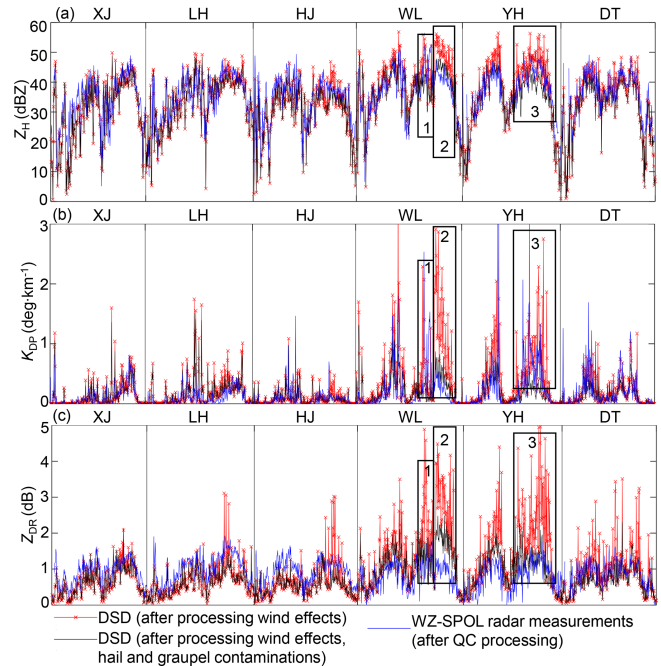 (a) XJ LH HJ WL YH DT
60
50
40
30
20
10
0
Z_H (dBZ)
1 2 2 3
(b) XJ LH HJ WL YH DT
3
2
1
0
K_DP (deg·km⁻¹)
1 2 3
(c) XJ LH HJ WL YH DT
5
4
3
2
1
0
Z_DR (dB)
1 2 3
DSD (after processing wind effects)
DSD (after processing wind effects,
hail and graupel contaminations)
WZ-SPOL radar measurements
(after QC processing)